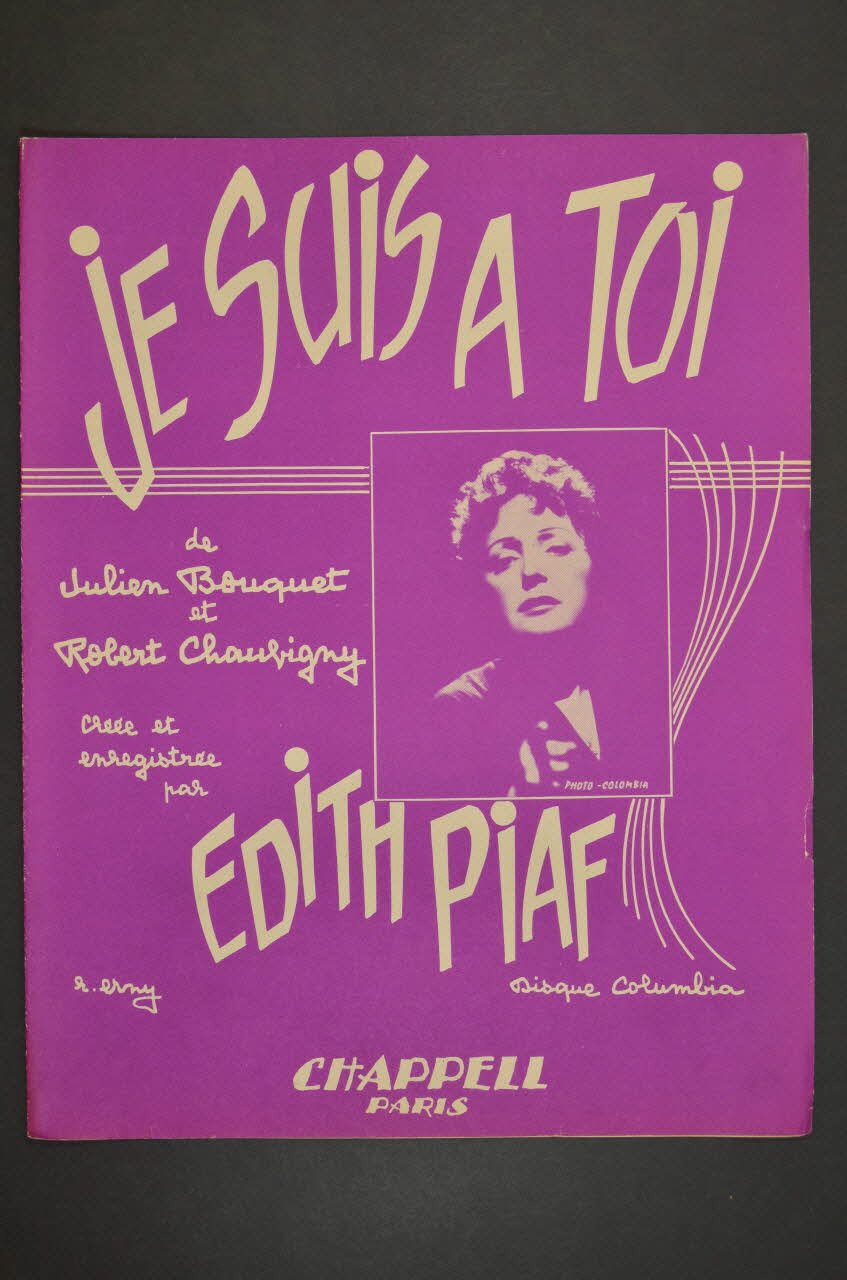 JE SUIS A TOI
de
Julien Bouquet
et
Robert Chauvigny
Créée et
enregistrée
par
PHOTO - COLOMBIA
EDITH PIAF
r. erny
Disque Columbia
CHAPPELL
PARIS